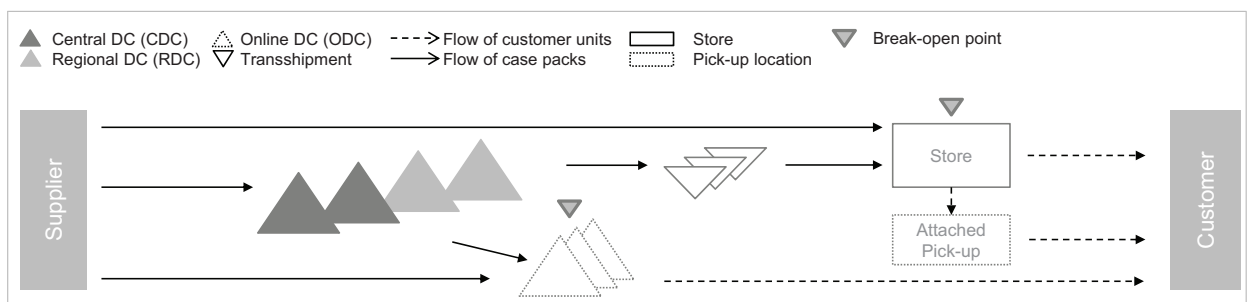 Central DC (CDC)
Online DC (ODC)
Flow of customer units
Store
Break-open point
Regional DC (RDC)
Transshipment
Flow of case packs
Pick-up location
Supplier
Store
Attached
Pick-up
Customer